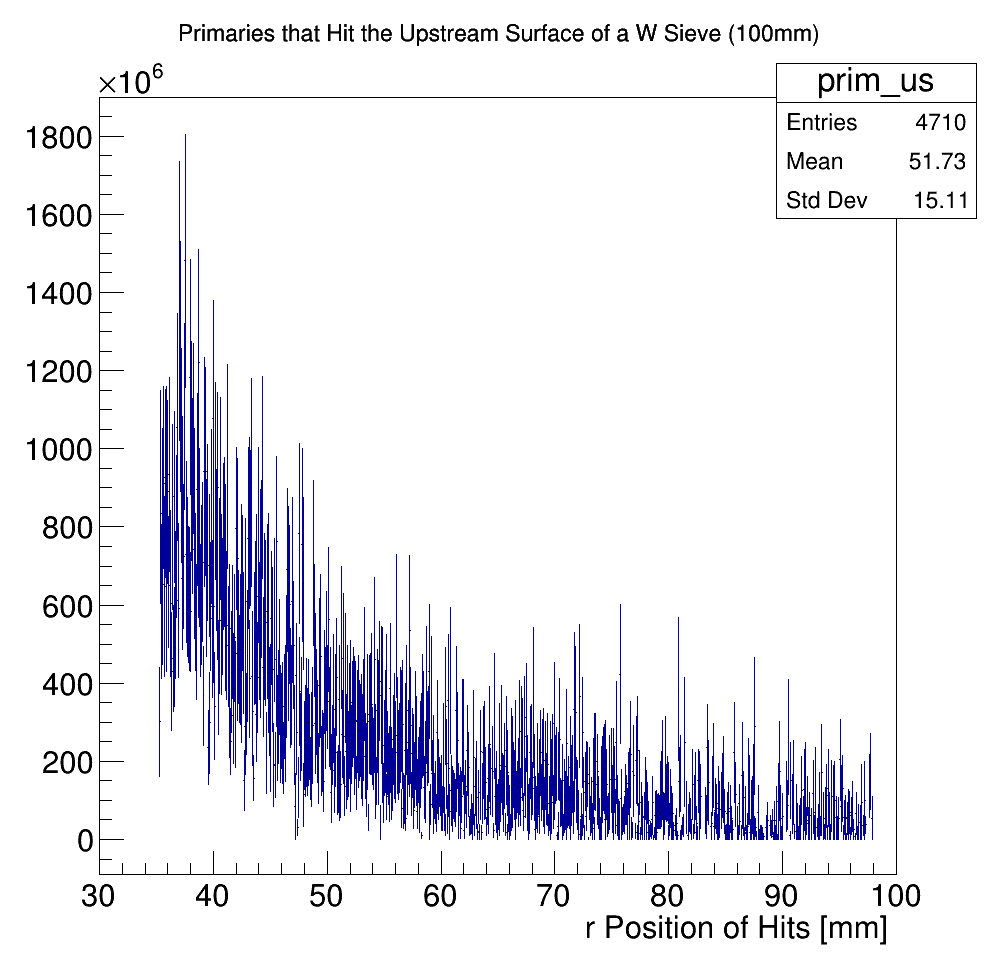 Primaries that Hit the Upstream Surface of a W Sieve (100mm)
×10⁶
prim_us
Entries 4710
Mean 51.73
Std Dev 15.11
1800
1600
1400
1200
1000
800
600
400
200
0
30 40 50 60 70 80 90 100
r Position of Hits [mm]